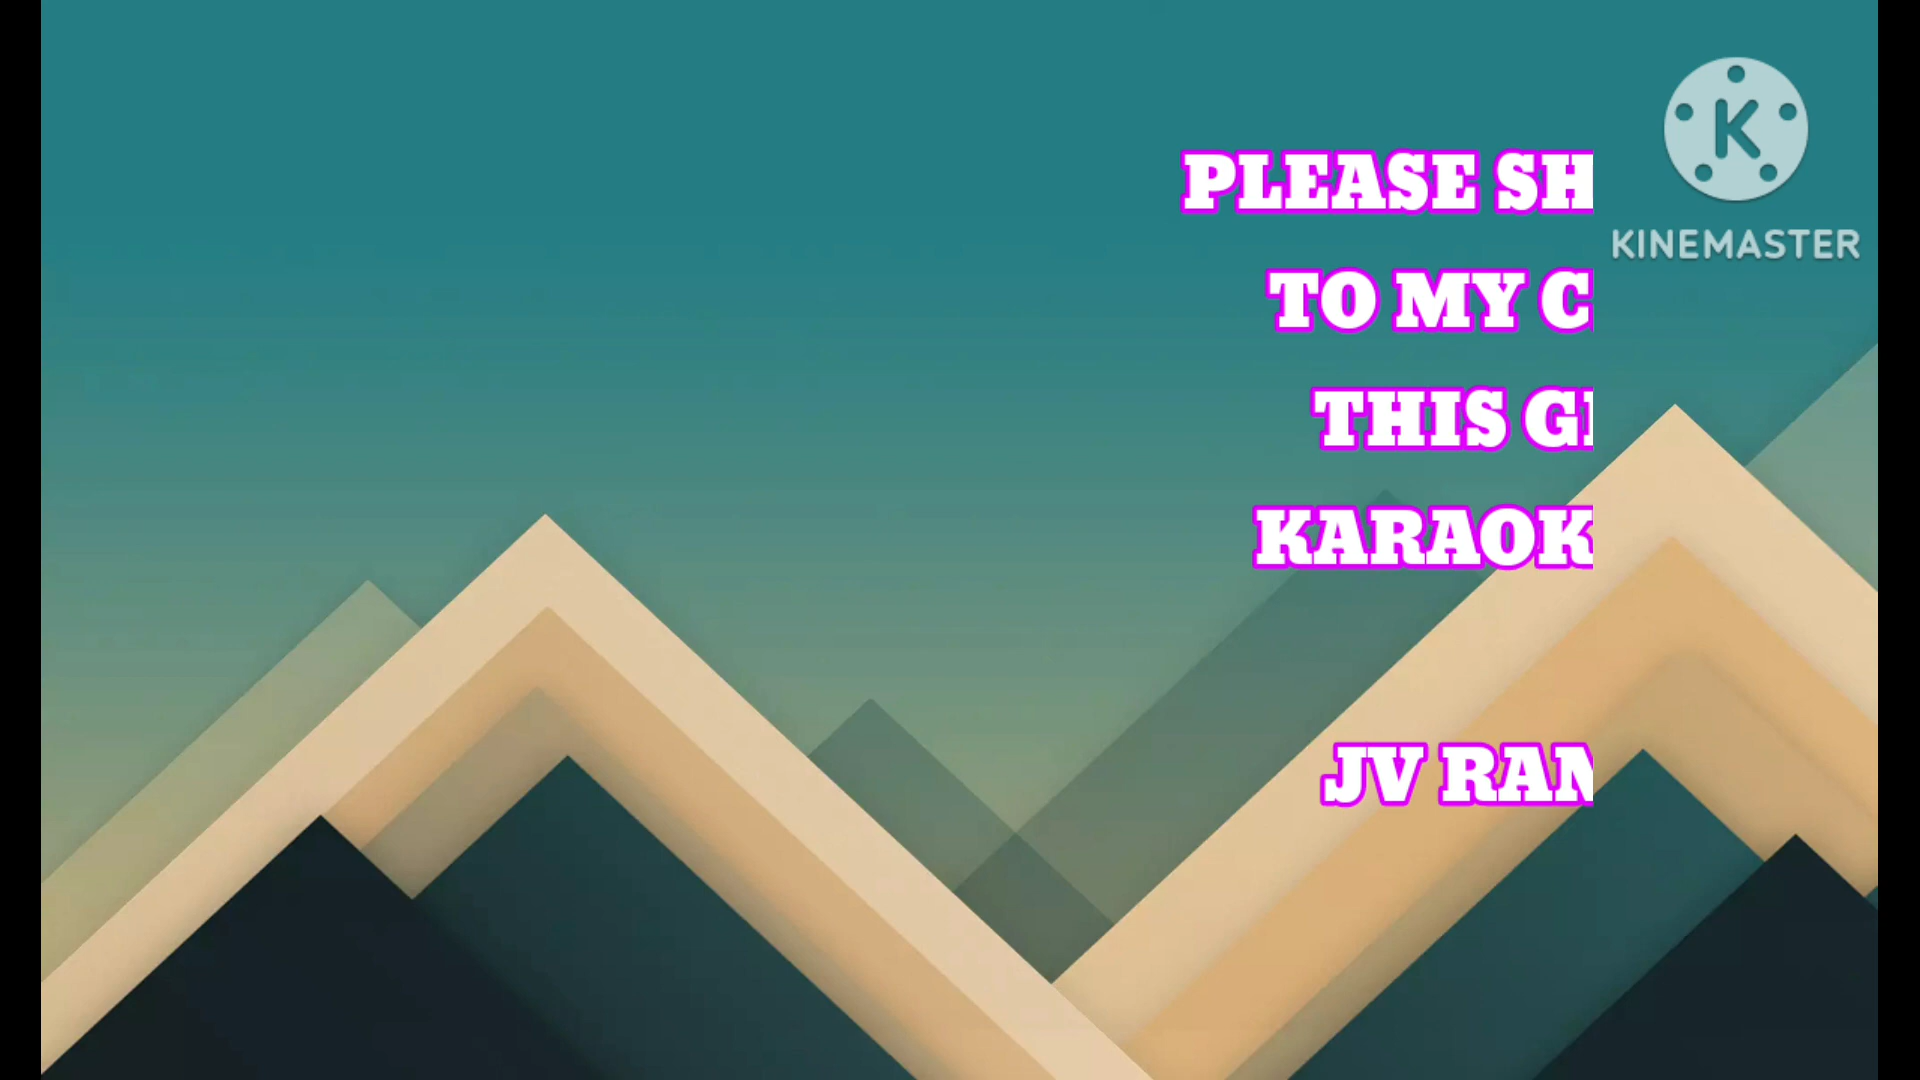 PLEASE SH
TO MY C
THIS G
KARAOK
JV RAN
K
KINEMASTER